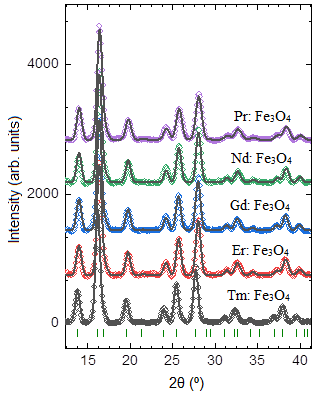 4000
2000
0
Intensity (arb. units)
Pr: Fe₃O₄
Nd: Fe₃O₄
Gd: Fe₃O₄
Er: Fe₃O₄
Tm: Fe₃O₄
15 20 25 30 35 40
2θ (º)